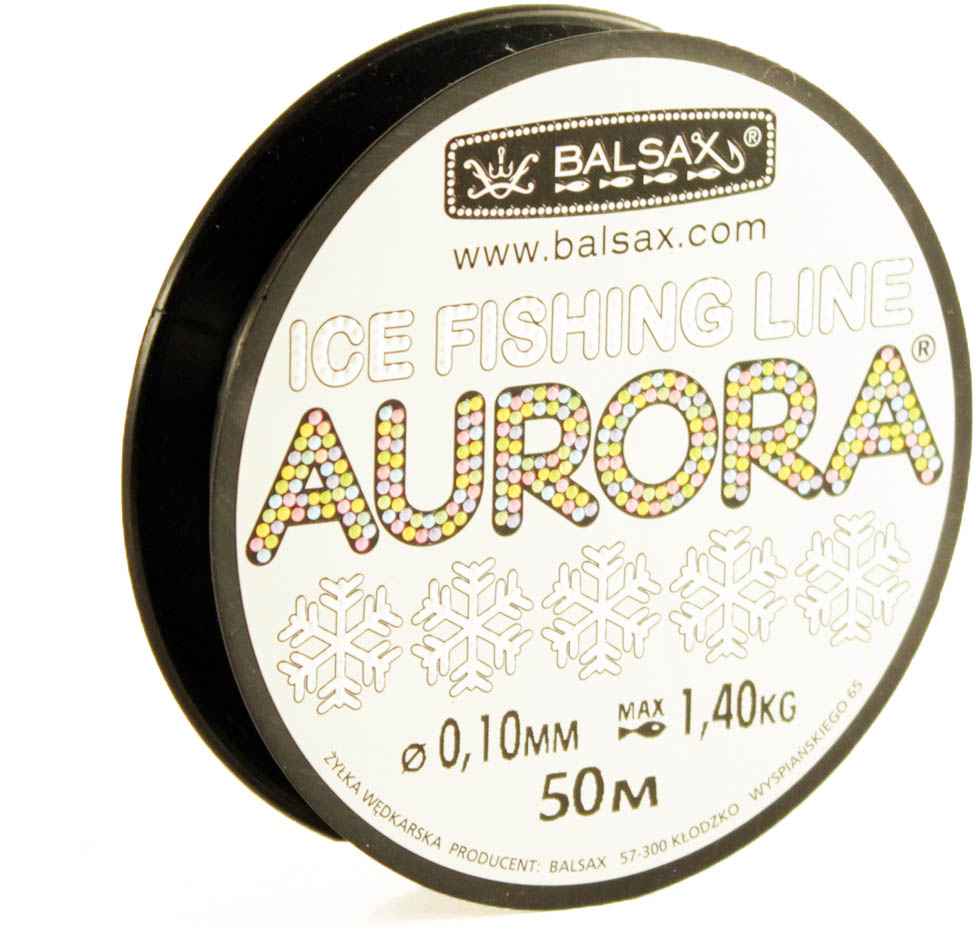 BALSAX®
www.balsax.com
ICE FISHING LINE
AURORA®
ø 0,10MM MAX 1,40KG
50M
ŻYŁKA WĘDKARSKA PRODUCENT: BALSAX 57-300 KŁODZKO WYSPIAŃSKIEGO 65